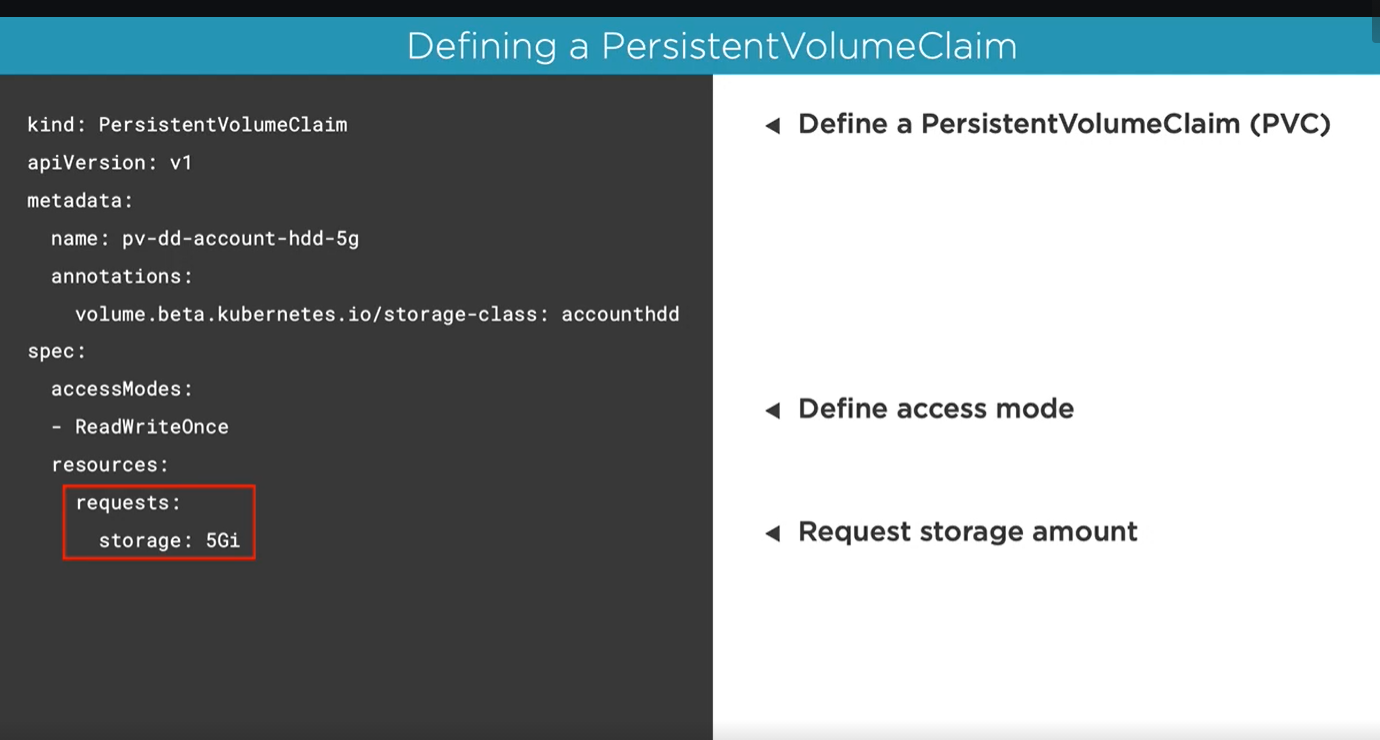 Defining a PersistentVolumeClaim
kind: PersistentVolumeClaim
apiVersion: v1
metadata:
  name: pv-dd-account-hdd-5g
  annotations:
    volume.beta.kubernetes.io/storage-class: accounthdd
spec:
  accessModes:
  - ReadWriteOnce
  resources:
    requests:
      storage: 5Gi
◄ Define a PersistentVolumeClaim (PVC)
◄ Define access mode
◄ Request storage amount